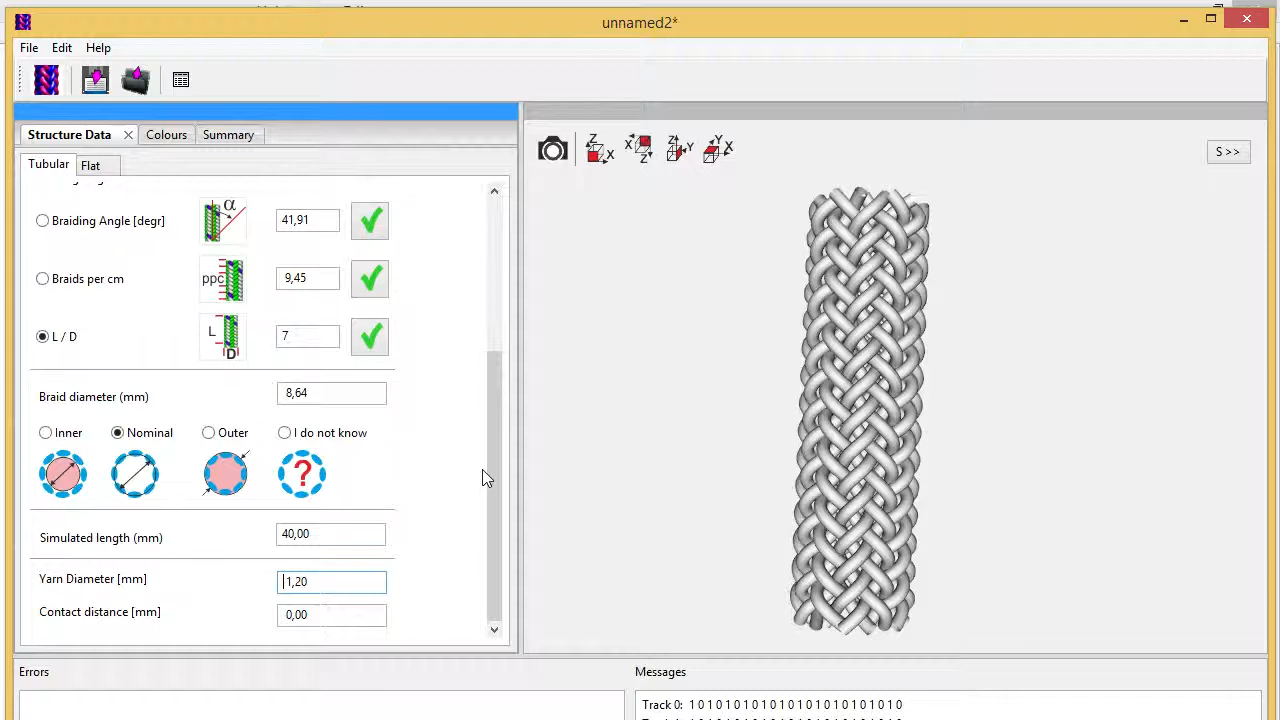 unnamed2*
File Edit Help
Structure Data Colours Summary
Tubular Flat
S >>
Braiding Angle [degr] α 41,91
Braids per cm ppc 9,45
L / D L D 7
Braid diameter (mm) 8,64
Inner Nominal Outer I do not know
?
Simulated length (mm) 40,00
Yarn Diameter [mm] 1,20
Contact distance [mm] 0,00
Z X X Z Z Y Y X
Errors Messages
Track 0: 1 0 1 0 1 0 1 0 1 0 1 0 1 0 1 0 1 0 1 0 1 0 1 0